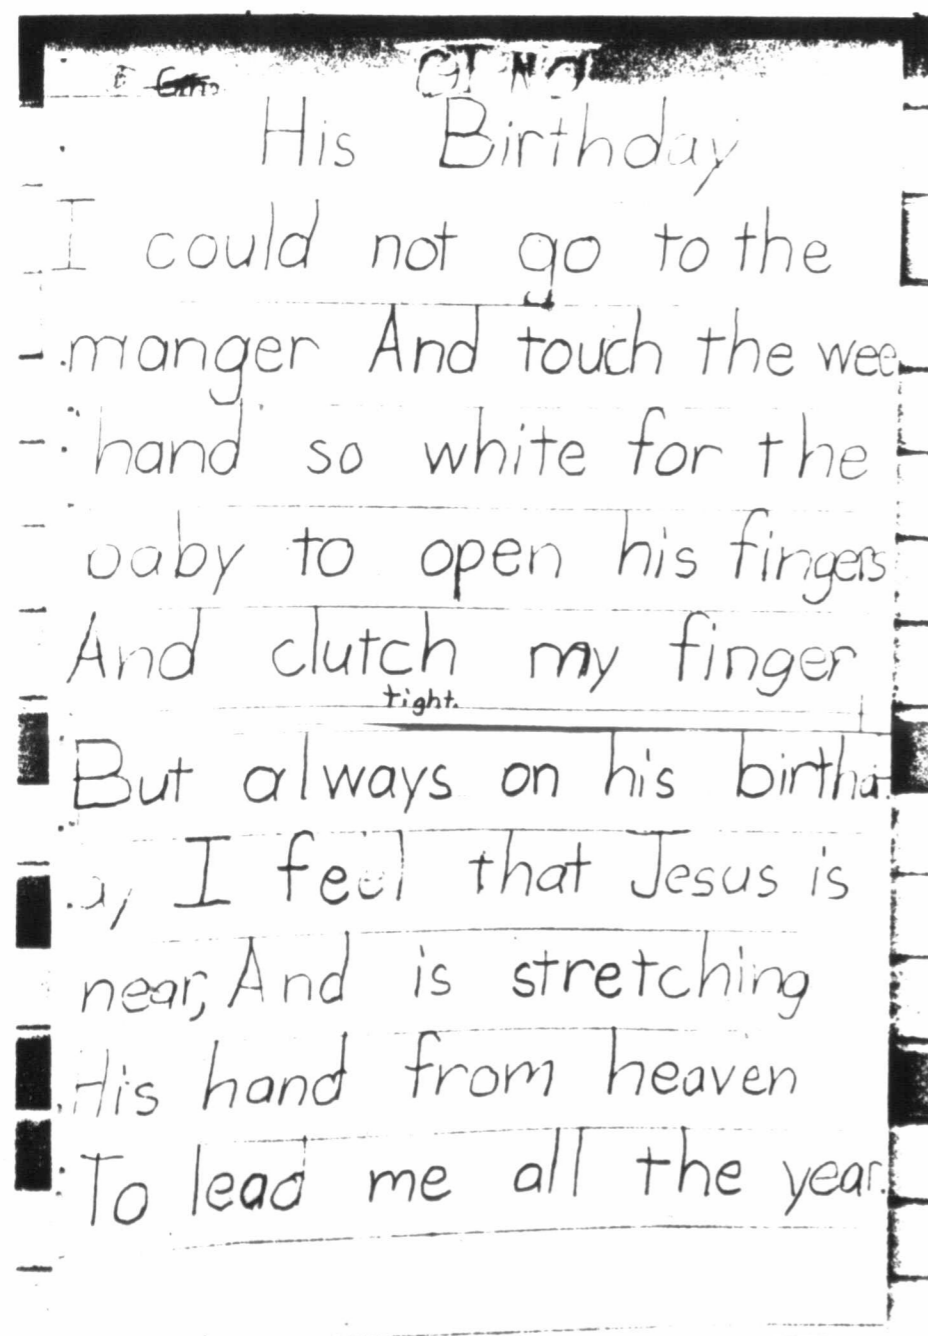 His Birthday
I could not go to the
manger And touch the wee
hand so white for the
baby to open his fingers
And clutch my finger
tight.
But always on his birthd
ay I feel that Jesus is
near, And is stretching
His hand from heaven
To lead me all the year.